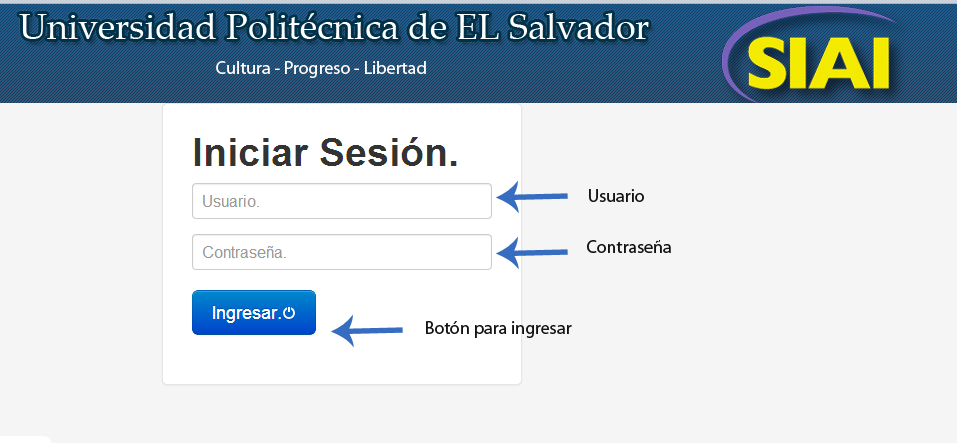 Universidad Politécnica de EL Salvador
Cultura - Progreso - Libertad
SIAI
Iniciar Sesión.
Usuario.
Usuario
Contraseña.
Contraseña
Ingresar.
Botón para ingresar